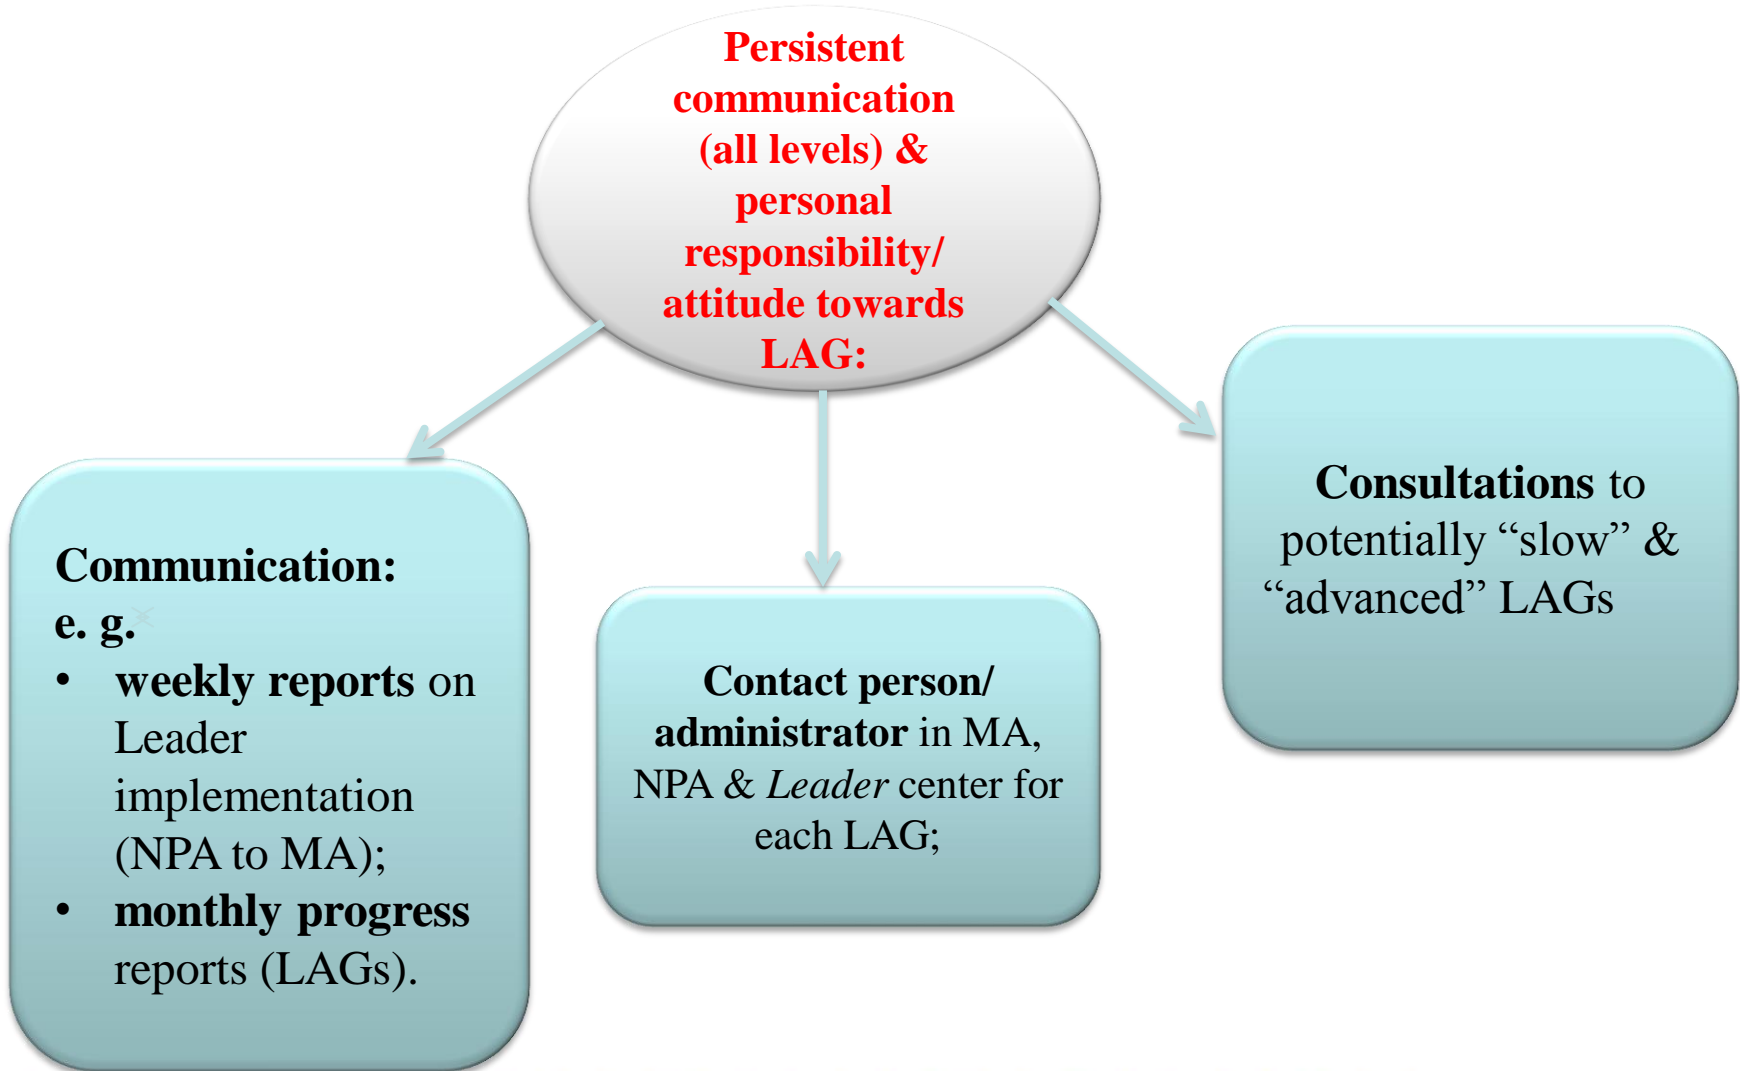 Persistent
communication
(all levels) &
personal
responsibility/
attitude towards
LAG:
Communication:
e. g.
• weekly reports on
Leader
implementation
(NPA to MA);
• monthly progress
reports (LAGs).
Contact person/
administrator in MA,
NPA & Leader center for
each LAG;
Consultations to
potentially “slow” &
“advanced” LAGs